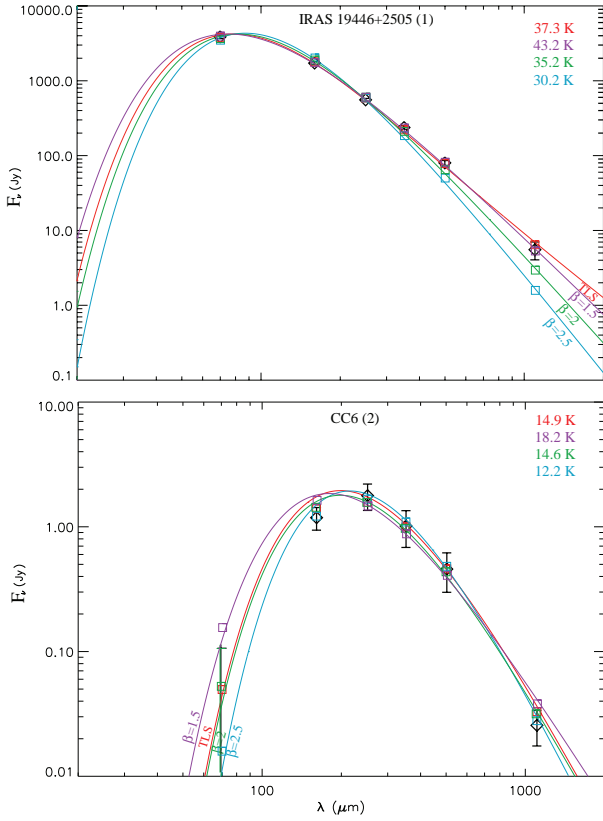 IRAS 19446+2505 (1)
37.3 K
43.2 K
35.2 K
30.2 K
10000.0
1000.0
100.0
10.0
1.0
0.1
Fν (Jy)
TLS
β=1.5
β=2
β=2.5
CC6 (2)
14.9 K
18.2 K
14.6 K
12.2 K
10.00
1.00
0.10
0.01
Fν (Jy)
β=1.5
TLS
β=2
β=2.5
100
1000
λ (μm)